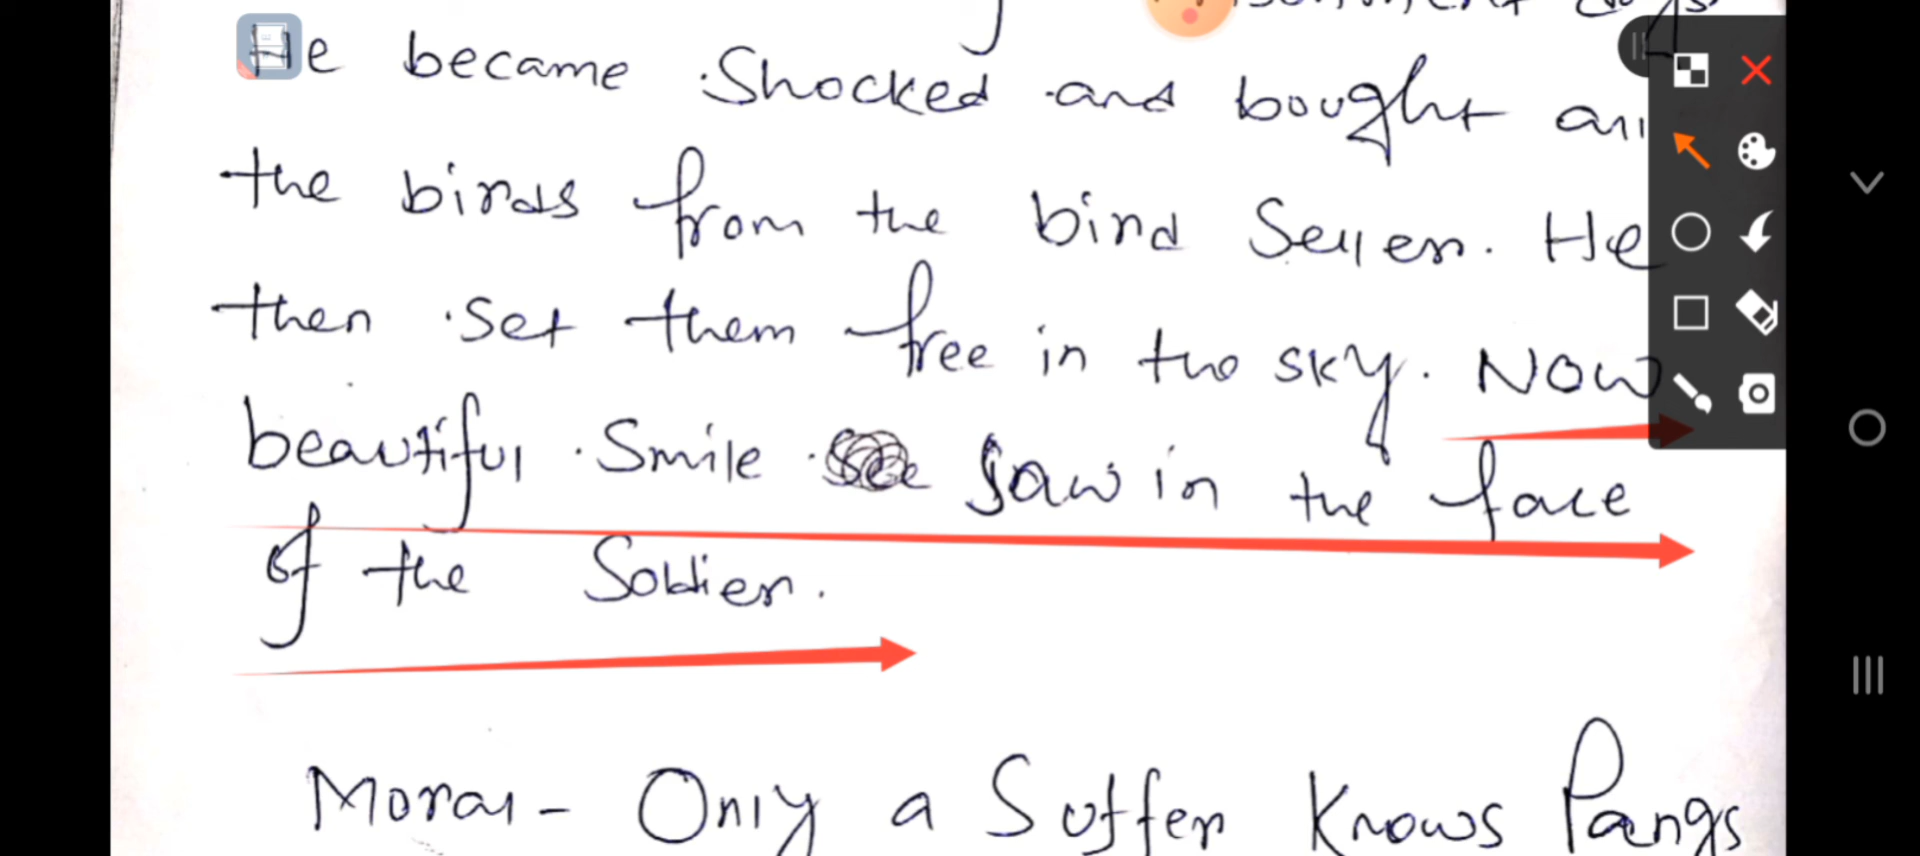 He became Shocked and bought all
the birds from the bird Seller. He
then set them free in the sky. Now
beautiful Smile saw in the face
of the Soldier.
Moral - Only a Suffer Knows Pangs